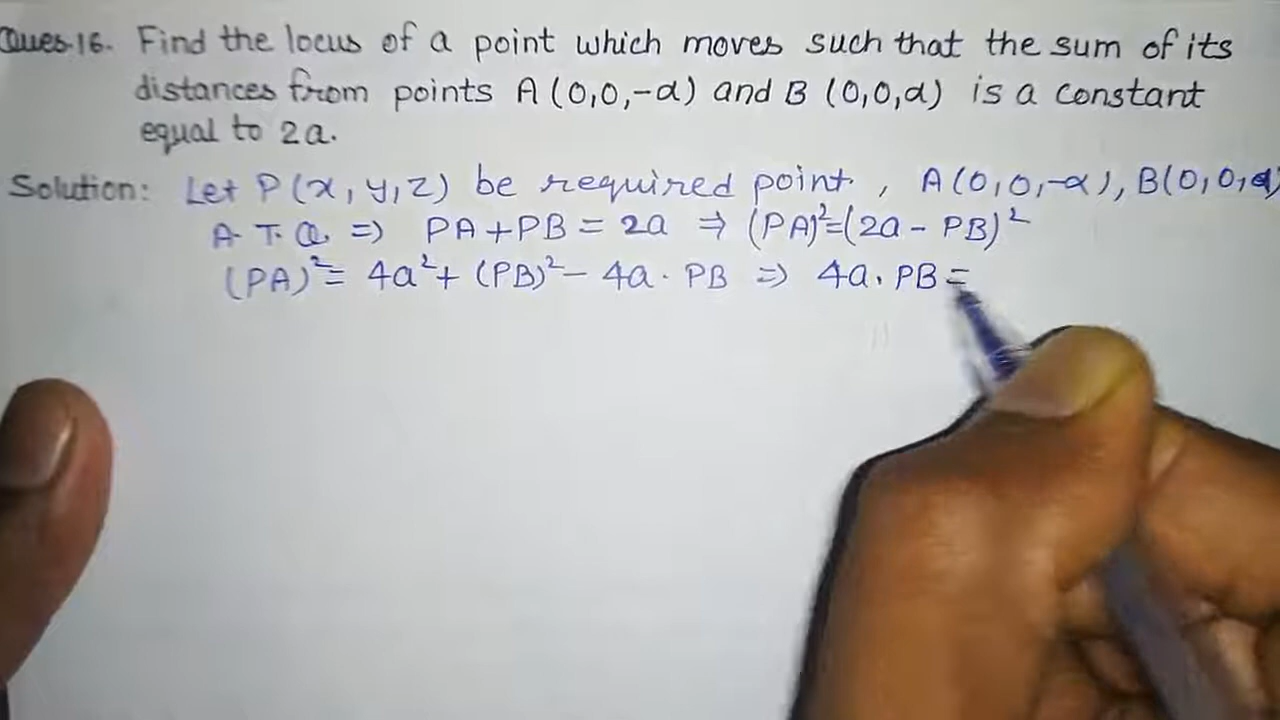 Ques.16. Find the locus of a point which moves such that the sum of its
distances from points A (0,0,-α) and B (0,0,α) is a constant
equal to 2a.
Solution: Let P(x,y,z) be required point, A(0,0,-α), B(0,0,α)
A.T.Q. ⇒ PA+PB = 2a ⇒ (PA)²=(2a - PB)²
(PA)²= 4a²+ (PB)²- 4a · PB ⇒ 4a. PB =